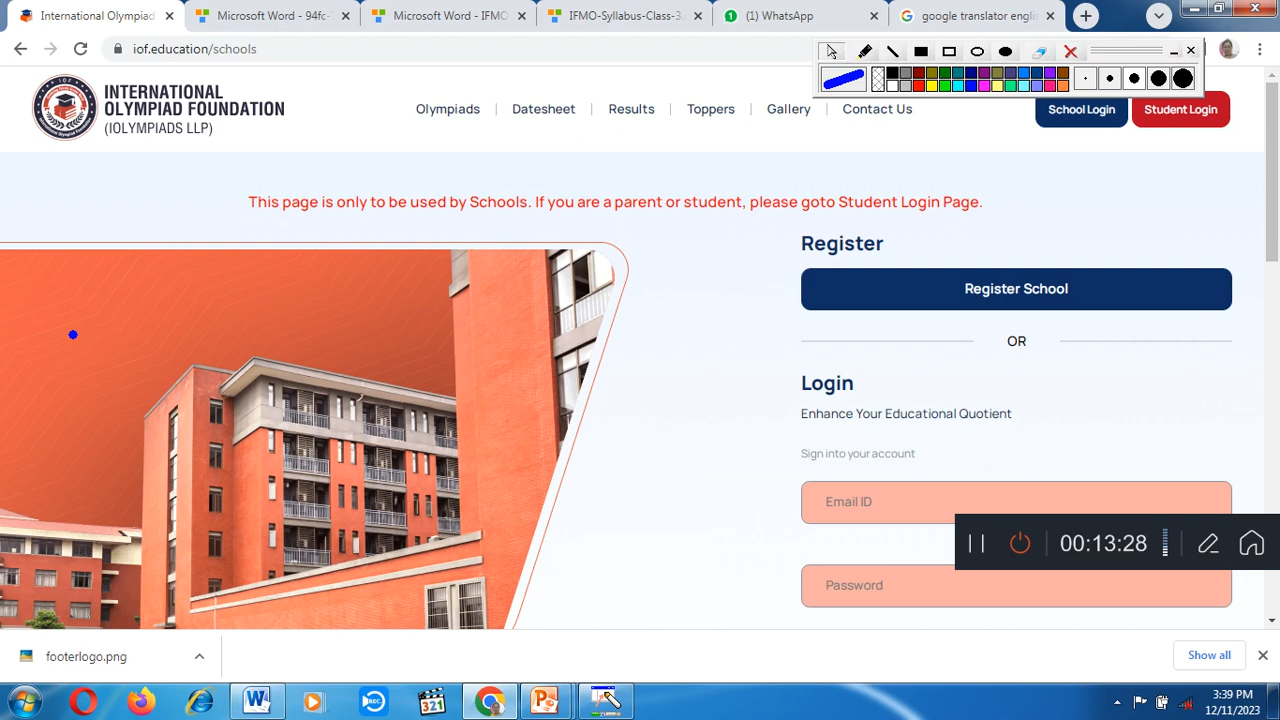 International Olympiad
Microsoft Word - 94fc-
Microsoft Word - IFMO
IFMO-Syllabus-Class-3.
(1) WhatsApp
google translater engli
iof.education/schools
INTERNATIONAL
OLYMPIAD FOUNDATION
(IOLYMPIADS LLP)
Olympiads
Datesheet
Results
Toppers
Gallery
Contact Us
School Login
Student Login
This page is only to be used by Schools. If you are a parent or student, please goto Student Login Page.
Register
Register School
OR
Login
Enhance Your Educational Quotient
Sign into your account
Email ID
00:13:28
Password
footerlogo.png
Show all
REC
321
3:39 PM
12/11/2023